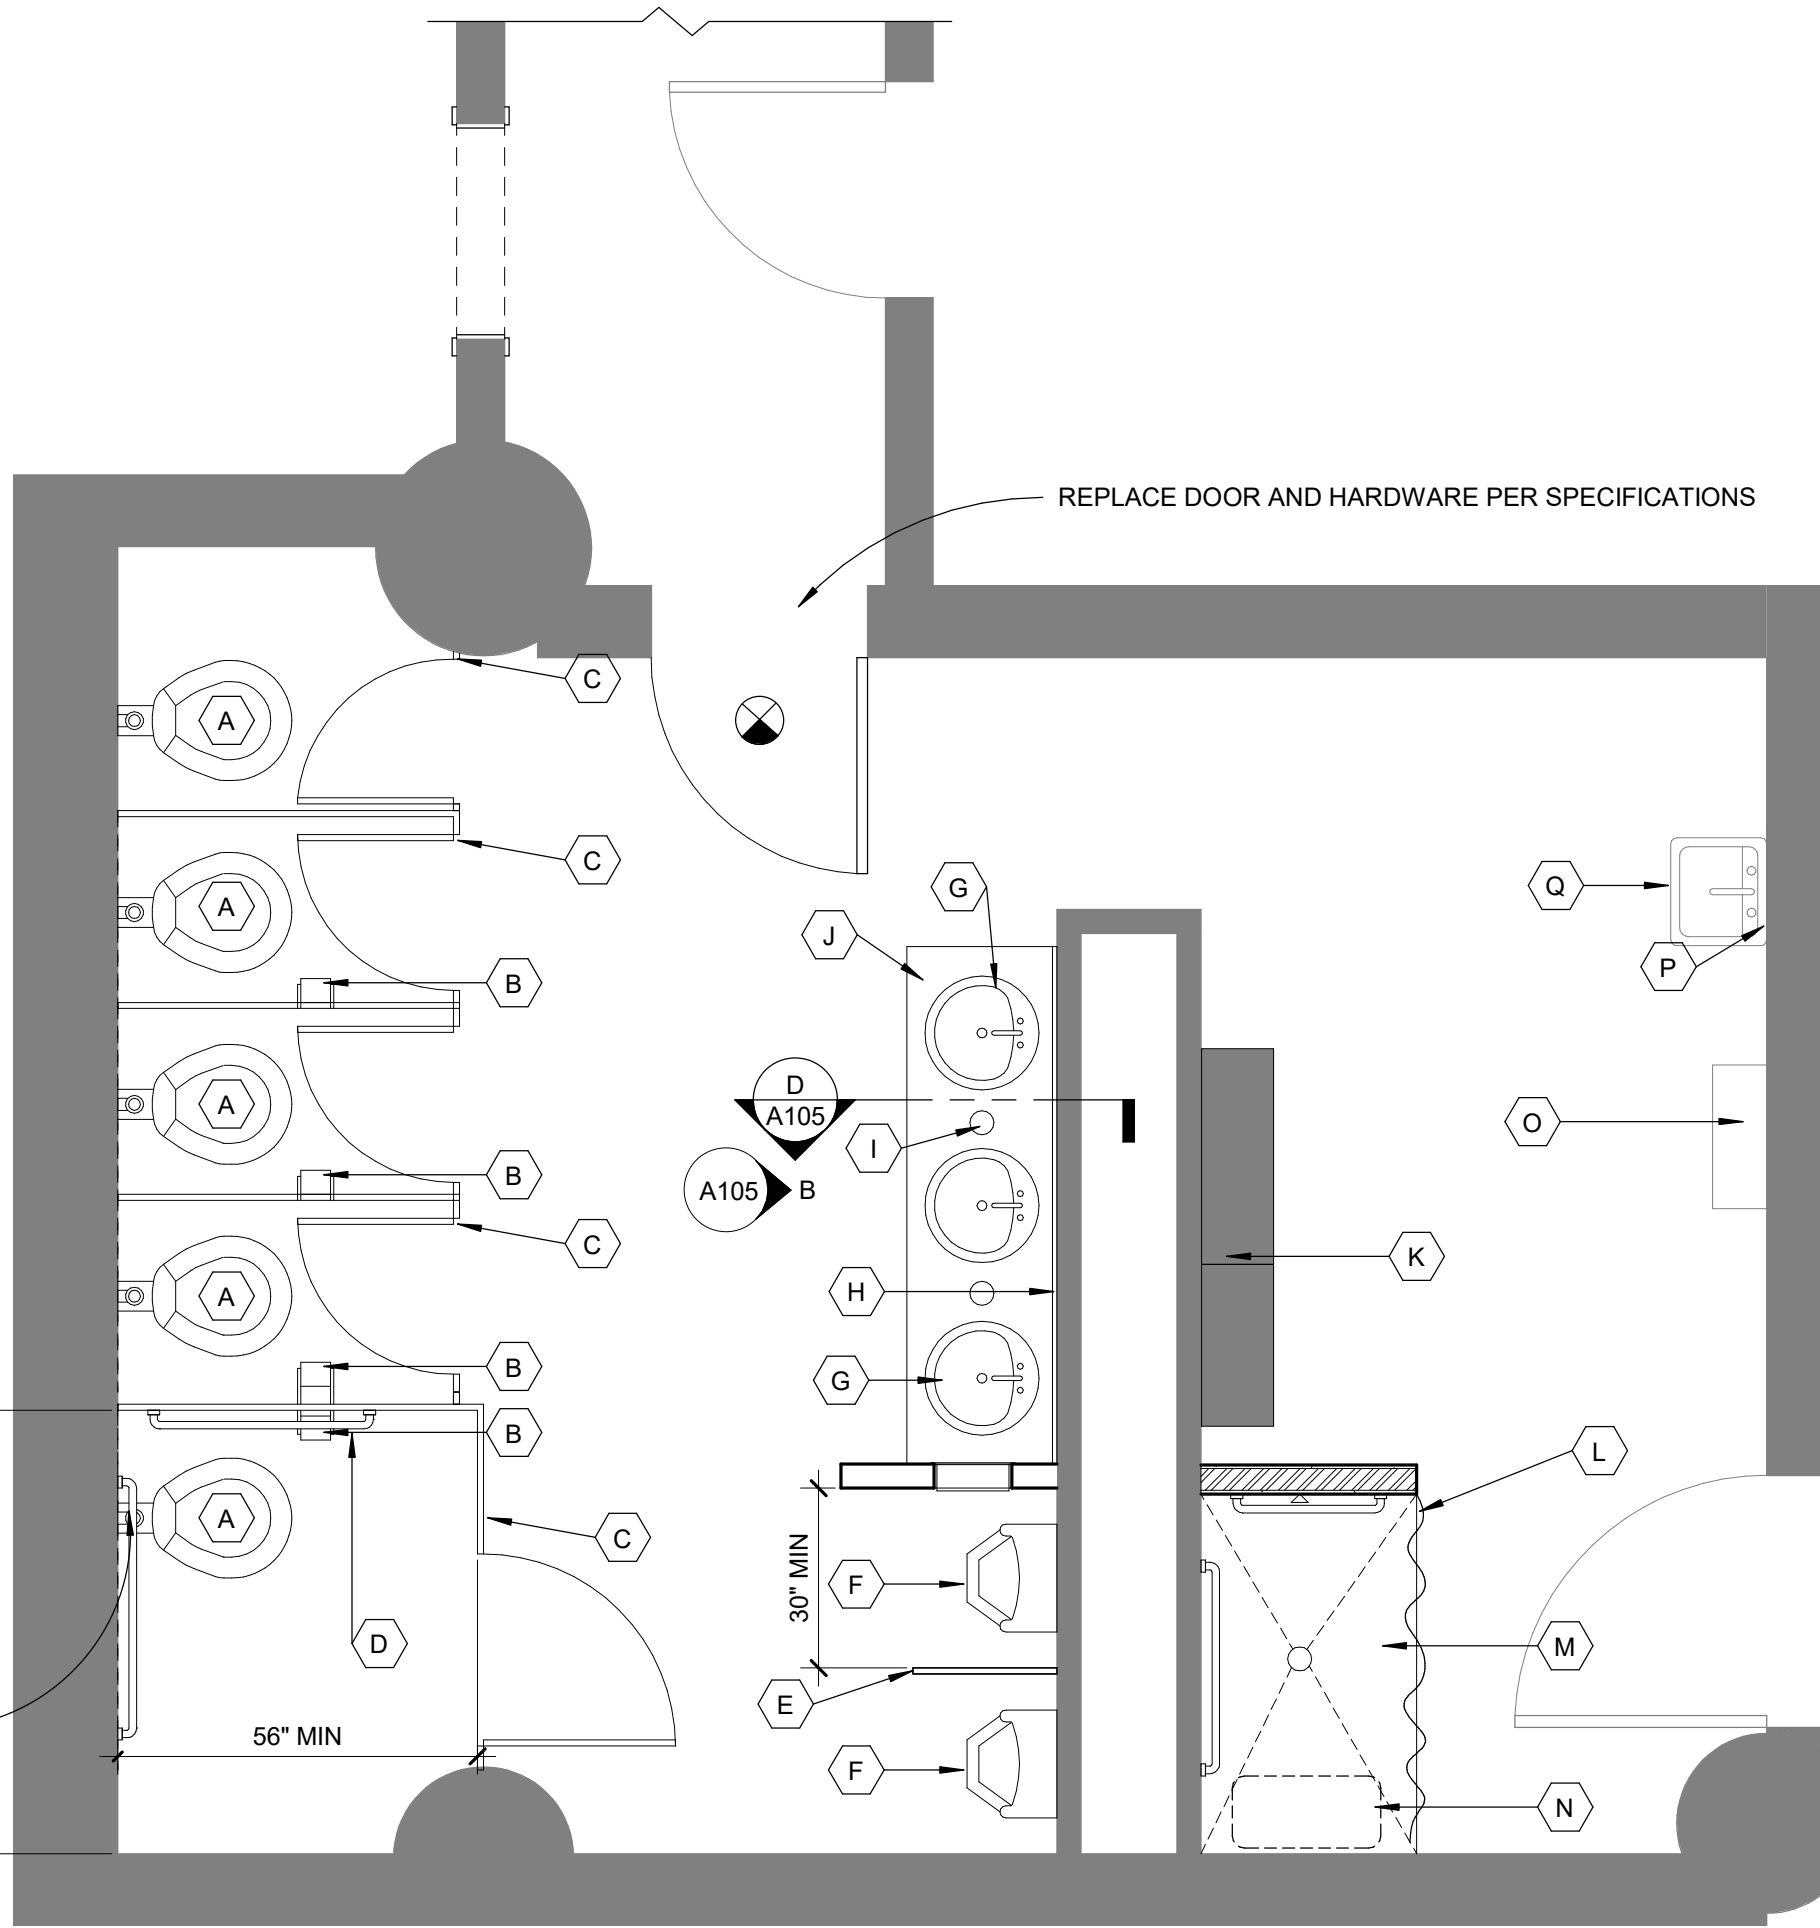 REPLACE DOOR AND HARDWARE PER SPECIFICATIONS
C
A
C
A
G
Q
J
P
B
D
A105
A
I
O
A105
B
B
C
K
A
H
B
G
B
L
A
C
30" MIN
F
D
M
E
56" MIN
F
N